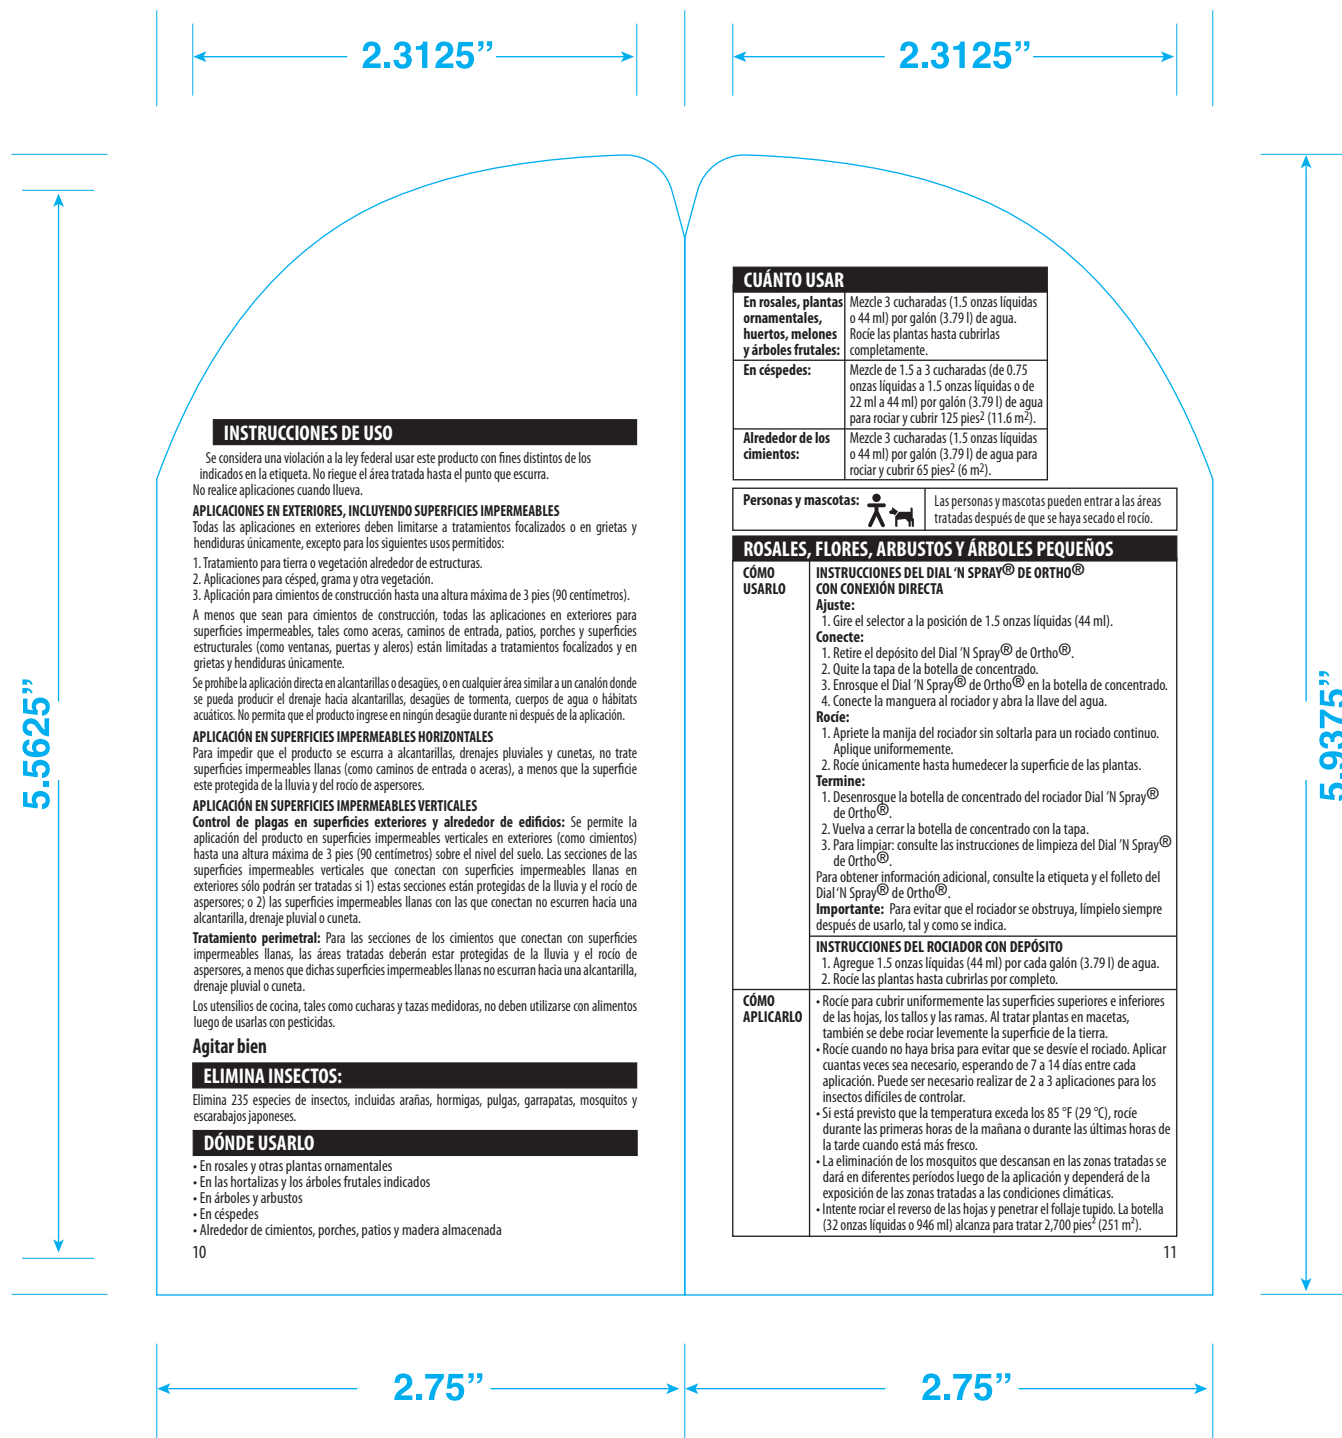 2.3125”
2.3125”
5.5625”
5.9375”
INSTRUCCIONES DE USO
Se considera una violación a la ley federal usar este producto con fines distintos de los
indicados en la etiqueta. No riegue el área tratada hasta el punto que escurra.
No realice aplicaciones cuando llueva.
APLICACIONES EN EXTERIORES, INCLUYENDO SUPERFICIES IMPERMEABLES
Todas las aplicaciones en exteriores deben limitarse a tratamientos focalizados o en grietas y
hendiduras únicamente, excepto para los siguientes usos permitidos:
1. Tratamiento para tierra o vegetación alrededor de estructuras.
2. Aplicaciones para césped, grama y otra vegetación.
3. Aplicación para cimientos de construcción hasta una altura máxima de 3 pies (90 centímetros).
A menos que sean para cimientos de construcción, todas las aplicaciones en exteriores para
superficies impermeables, tales como aceras, caminos de entrada, patios, porches y superficies
estructurales (como ventanas, puertas y aleros) están limitadas a tratamientos focalizados y en
grietas y hendiduras únicamente.
Se prohíbe la aplicación directa en alcantarillas o desagües, o en cualquier área similar a un canalón donde
se pueda producir el drenaje hacia alcantarillas, desagües de tormenta, cuerpos de agua o hábitats
acuáticos. No permita que el producto ingrese en ningún desagüe durante ni después de la aplicación.
APLICACIÓN EN SUPERFICIES IMPERMEABLES HORIZONTALES
Para impedir que el producto se escurra a alcantarillas, drenajes pluviales y cunetas, no trate
superficies impermeables llanas (como caminos de entrada o aceras), a menos que la superficie
este protegida de la lluvia y del rocío de aspersores.
APLICACIÓN EN SUPERFICIES IMPERMEABLES VERTICALES
Control de plagas en superficies exteriores y alrededor de edificios: Se permite la
aplicación del producto en superficies impermeables verticales en exteriores (como cimientos)
hasta una altura máxima de 3 pies (90 centímetros) sobre el nivel del suelo. Las secciones de las
superficies impermeables verticales que conectan con superficies impermeables llanas en
exteriores sólo podrán ser tratadas si 1) estas secciones están protegidas de la lluvia y el rocío de
aspersores; o 2) las superficies impermeables llanas con las que conectan no escurren hacia una
alcantarilla, drenaje pluvial o cuneta.
Tratamiento perimetral: Para las secciones de los cimientos que conectan con superficies
impermeables llanas, las áreas tratadas deberán estar protegidas de la lluvia y el rocío de
aspersores, a menos que dichas superficies impermeables llanas no escurran hacia una alcantarilla,
drenaje pluvial o cuneta.
Los utensilios de cocina, tales como cucharas y tazas medidoras, no deben utilizarse con alimentos
luego de usarlas con pesticidas.
Agitar bien
ELIMINA INSECTOS:
Elimina 235 especies de insectos, incluidas arañas, hormigas, pulgas, garrapatas, mosquitos y
escarabajos japoneses.
DÓNDE USARLO
• En rosales y otras plantas ornamentales
• En las hortalizas y los árboles frutales indicados
• En árboles y arbustos
• En céspedes
• Alrededor de cimientos, porches, patios y madera almacenada
10
CUÁNTO USAR
En rosales, plantas Mezcle 3 cucharadas (1.5 onzas líquidas
ornamentales, o 44 ml) por galón (3.79 l) de agua.
huertos, melones Rocíe las plantas hasta cubrirlas
y árboles frutales: completamente.
En céspedes: Mezcle de 1.5 a 3 cucharadas (de 0.75
onzas líquidas a 1.5 onzas líquidas o de
22 ml a 44 ml) por galón (3.79 l) de agua
para rociar y cubrir 125 pies² (11.6 m²).
Alrededor de los Mezcle 3 cucharadas (1.5 onzas líquidas
cimientos: o 44 ml) por galón (3.79 l) de agua para
rociar y cubrir 65 pies² (6 m²).
Personas y mascotas: Las personas y mascotas pueden entrar a las áreas
tratadas después de que se haya secado el rocío.
ROSALES, FLORES, ARBUSTOS Y ÁRBOLES PEQUEÑOS
CÓMO INSTRUCCIONES DEL DIAL ‘N SPRAY® DE ORTHO®
USARLO CON CONEXIÓN DIRECTA
Ajuste:
1. Gire el selector a la posición de 1.5 onzas líquidas (44 ml).
Conecte:
1. Retire el depósito del Dial ’N Spray® de Ortho®.
2. Quite la tapa de la botella de concentrado.
3. Enrosque el Dial ’N Spray® de Ortho® en la botella de concentrado.
4. Conecte la manguera al rociador y abra la llave del agua.
Rocíe:
1. Apriete la manija del rociador sin soltarla para un rociado continuo.
Aplique uniformemente.
2. Rocíe únicamente hasta humedecer la superficie de las plantas.
Termine:
1. Desenrosque la botella de concentrado del rociador Dial ’N Spray®
de Ortho®.
2. Vuelva a cerrar la botella de concentrado con la tapa.
3. Para limpiar: consulte las instrucciones de limpieza del Dial ’N Spray®
de Ortho®.
Para obtener información adicional, consulte la etiqueta y el folleto del
Dial ‘N Spray® de Ortho®.
Importante: Para evitar que el rociador se obstruya, límpielo siempre
después de usarlo, tal y como se indica.
INSTRUCCIONES DEL ROCIADOR CON DEPÓSITO
1. Agregue 1.5 onzas líquidas (44 ml) por cada galón (3.79 l) de agua.
2. Rocíe las plantas hasta cubrirlas por completo.
CÓMO • Rocíe para cubrir uniformemente las superficies superiores e inferiores
APLICARLO de las hojas, los tallos y las ramas. Al tratar plantas en macetas,
también se debe rociar levemente la superficie de la tierra.
• Rocíe cuando no haya brisa para evitar que se desvíe el rociado. Aplicar
cuantas veces sea necesario, esperando de 7 a 14 días entre cada
aplicación. Puede ser necesario realizar de 2 a 3 aplicaciones para los
insectos difíciles de controlar.
• Si está previsto que la temperatura exceda los 85 °F (29 °C), rocíe
durante las primeras horas de la mañana o durante las últimas horas de
la tarde cuando está más fresco.
• La eliminación de los mosquitos que descansan en las zonas tratadas se
dará en diferentes períodos luego de la aplicación y dependerá de la
exposición de las zonas tratadas a las condiciones climáticas.
• Intente rociar el reverso de las hojas y penetrar el follaje tupido. La botella
(32 onzas líquidas o 946 ml) alcanza para tratar 2,700 pies² (251 m²).
11
2.75”
2.75”